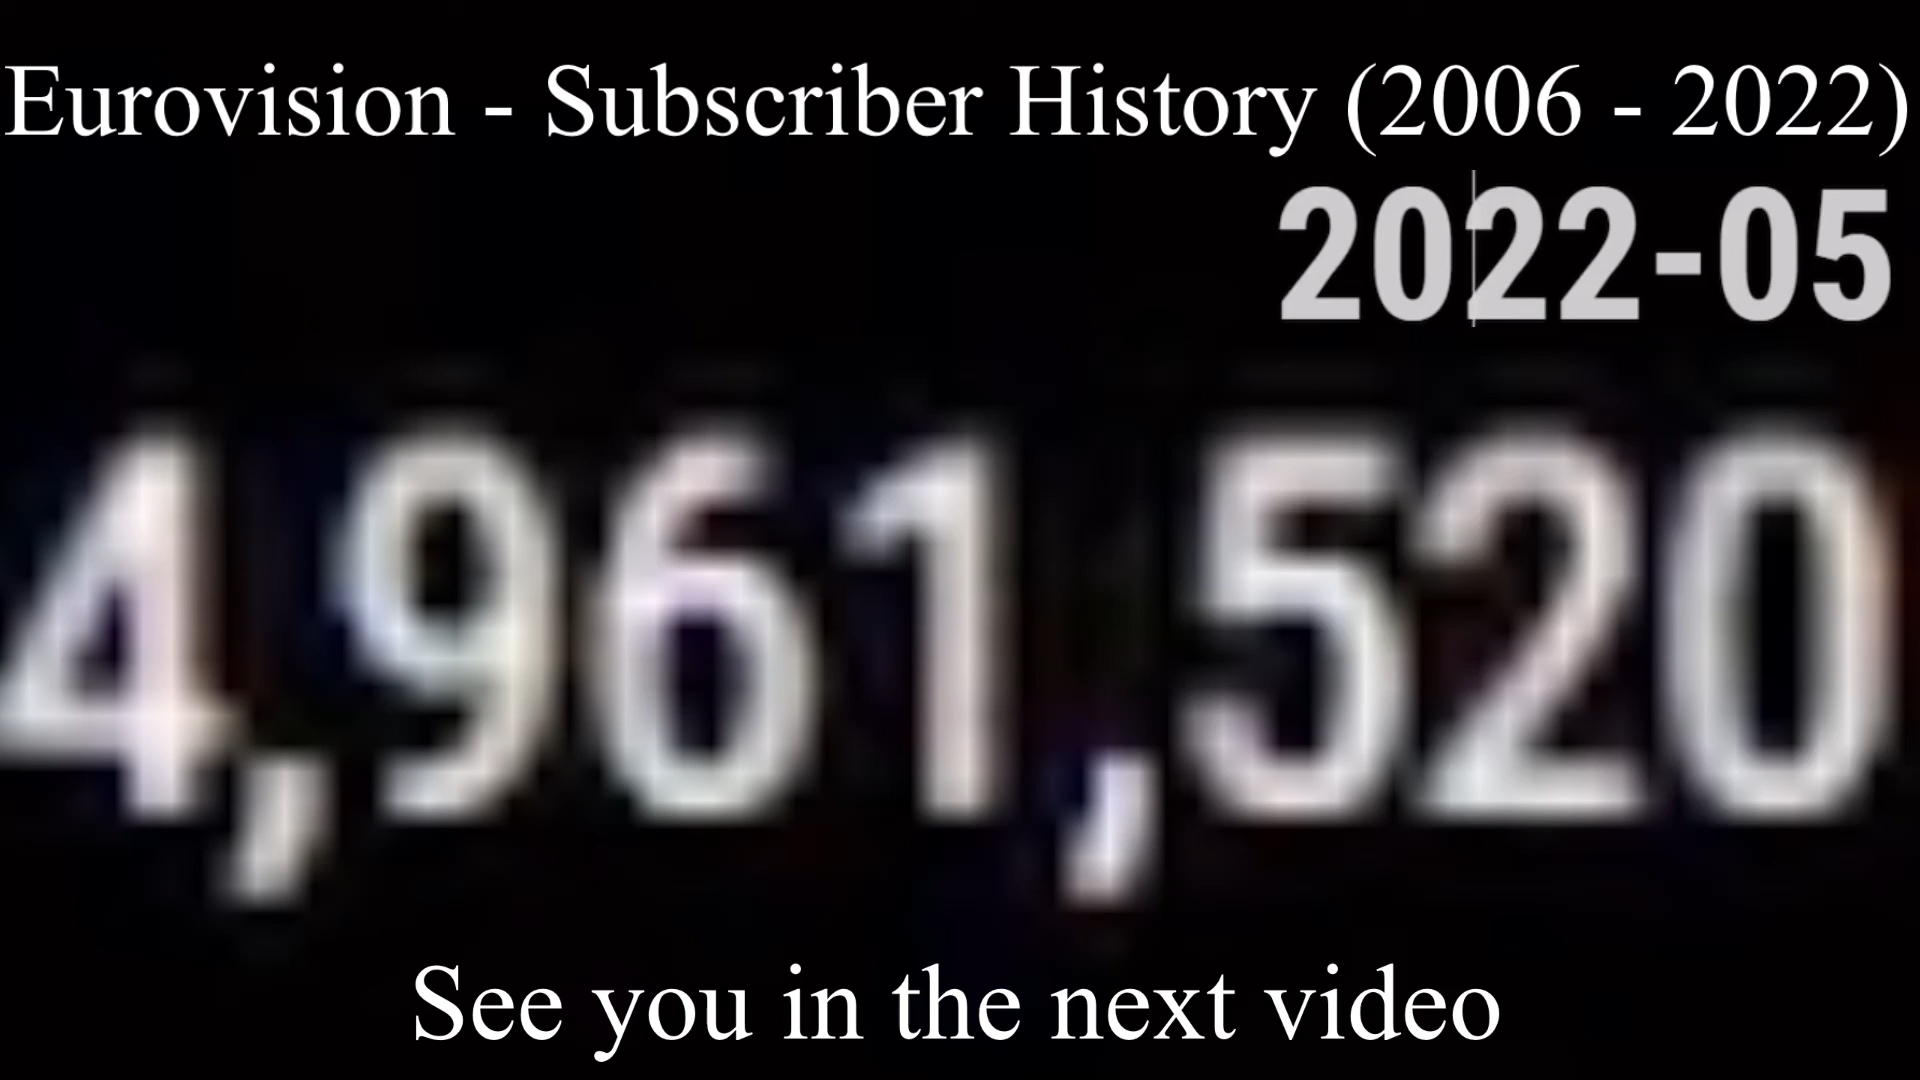 Eurovision - Subscriber History (2006 - 2022)
2022-05
4,961,520
See you in the next video